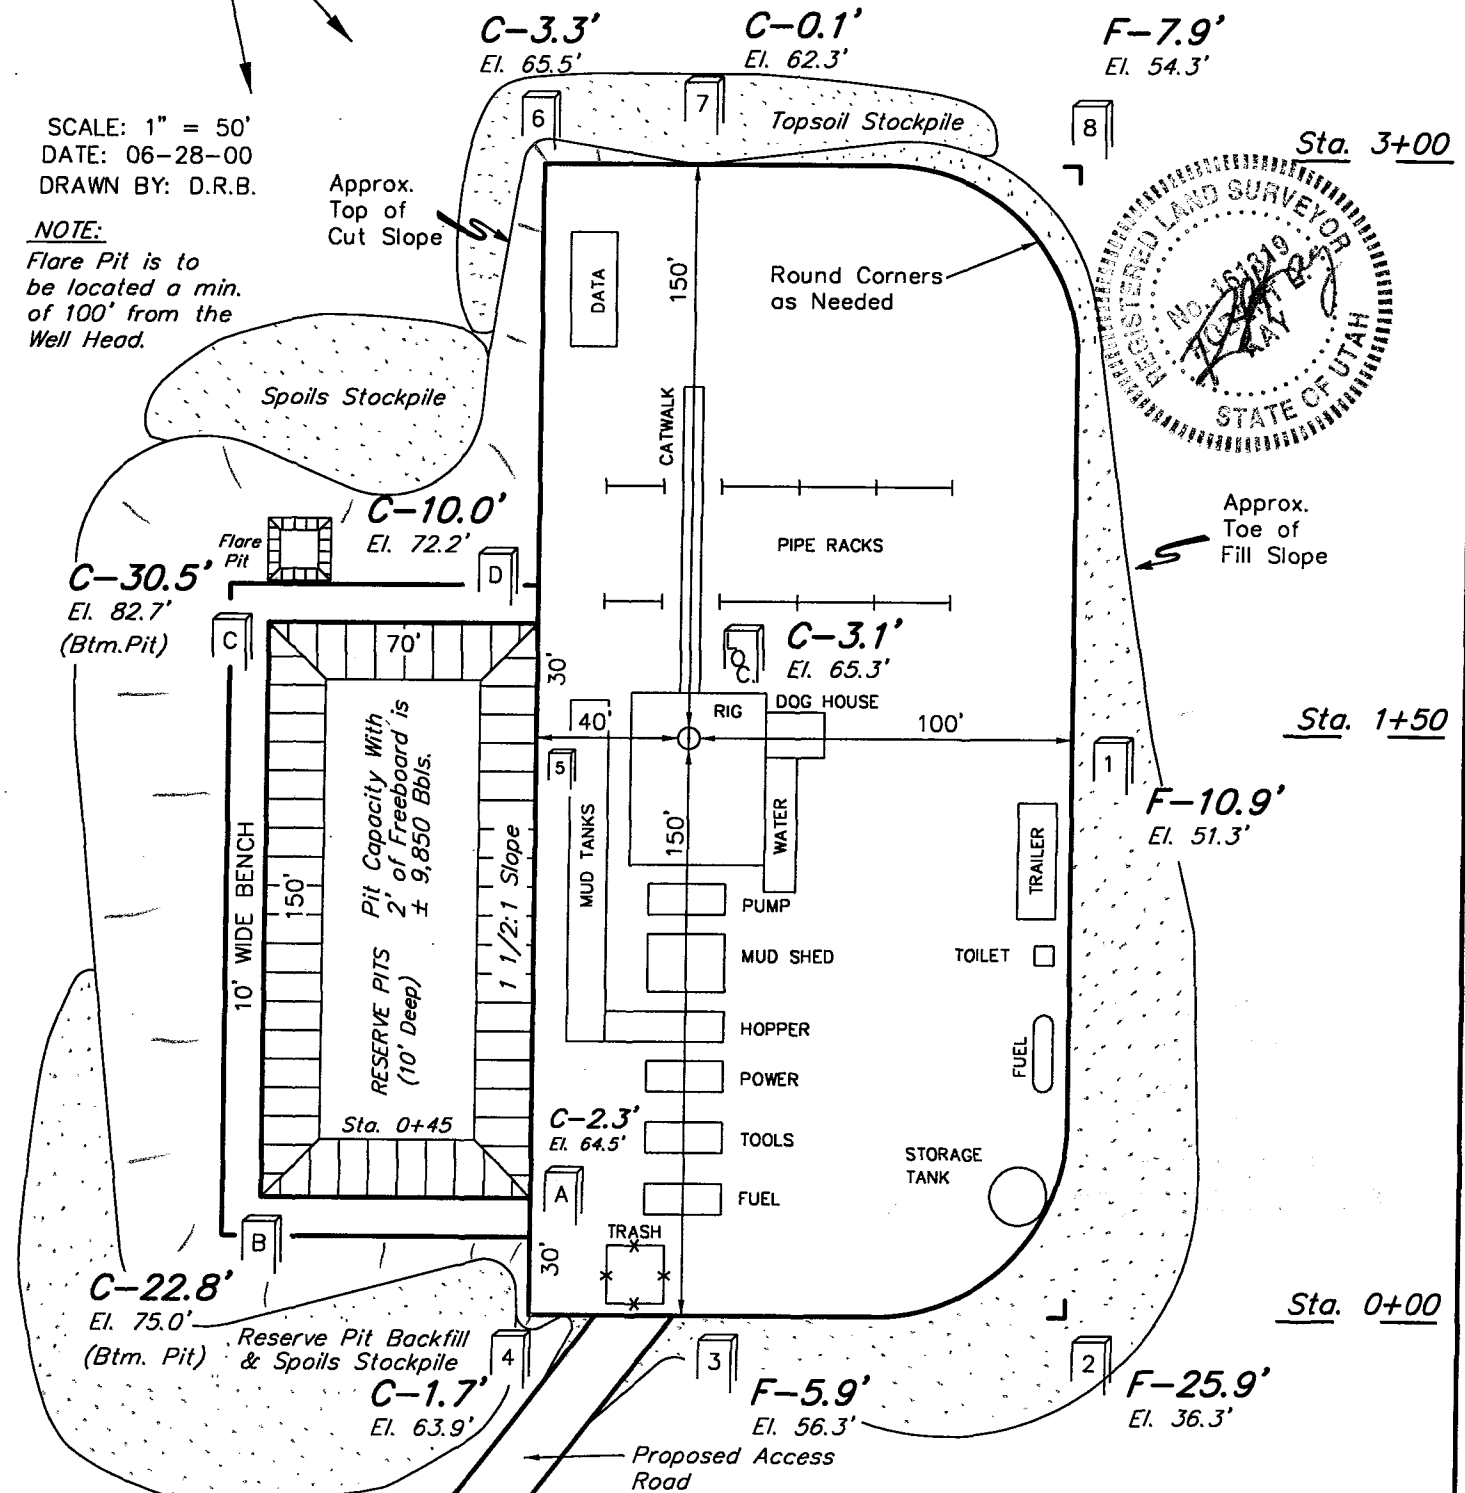 C-3.3'
El. 65.5'
C-0.1'
El. 62.3'
F-7.9'
El. 54.3'
6
7
8
Topsoil Stockpile
Sta. 3+00
SCALE: 1" = 50'
DATE: 06-28-00
DRAWN BY: D.R.B.
NOTE:
Flare Pit is to
be located a min.
of 100' from the
Well Head.
Approx.
Top of
Cut Slope
REGISTERED LAND SURVEYOR
No. 161319
KAY
STATE OF UTAH
DATA
150'
Round Corners
as Needed
Spoils Stockpile
CATWALK
Approx.
Toe of
Fill Slope
C-10.0'
El. 72.2'
Flare
Pit
D
PIPE RACKS
C-30.5'
El. 82.7'
(Btm.Pit)
C
70'
30'
LOC.
C-3.1'
El. 65.3'
DOG HOUSE
RIG
40'
100'
Sta. 1+50
5
1
F-10.9'
El. 51.3'
10' WIDE BENCH
150'
RESERVE PITS
(10' Deep)
Pit Capacity With
2' of Freeboard is
± 9,850 Bbls.
1 1/2:1 Slope
MUD TANKS
150'
WATER
TRAILER
PUMP
MUD SHED
TOILET
HOPPER
FUEL
POWER
Sta. 0+45
C-2.3'
El. 64.5'
TOOLS
STORAGE
TANK
A
FUEL
TRASH
30'
B
C-22.8'
El. 75.0'
(Btm. Pit)
Reserve Pit Backfill
& Spoils Stockpile
Sta. 0+00
4
3
2
C-1.7'
El. 63.9'
F-5.9'
El. 56.3'
F-25.9'
El. 36.3'
Proposed Access
Road